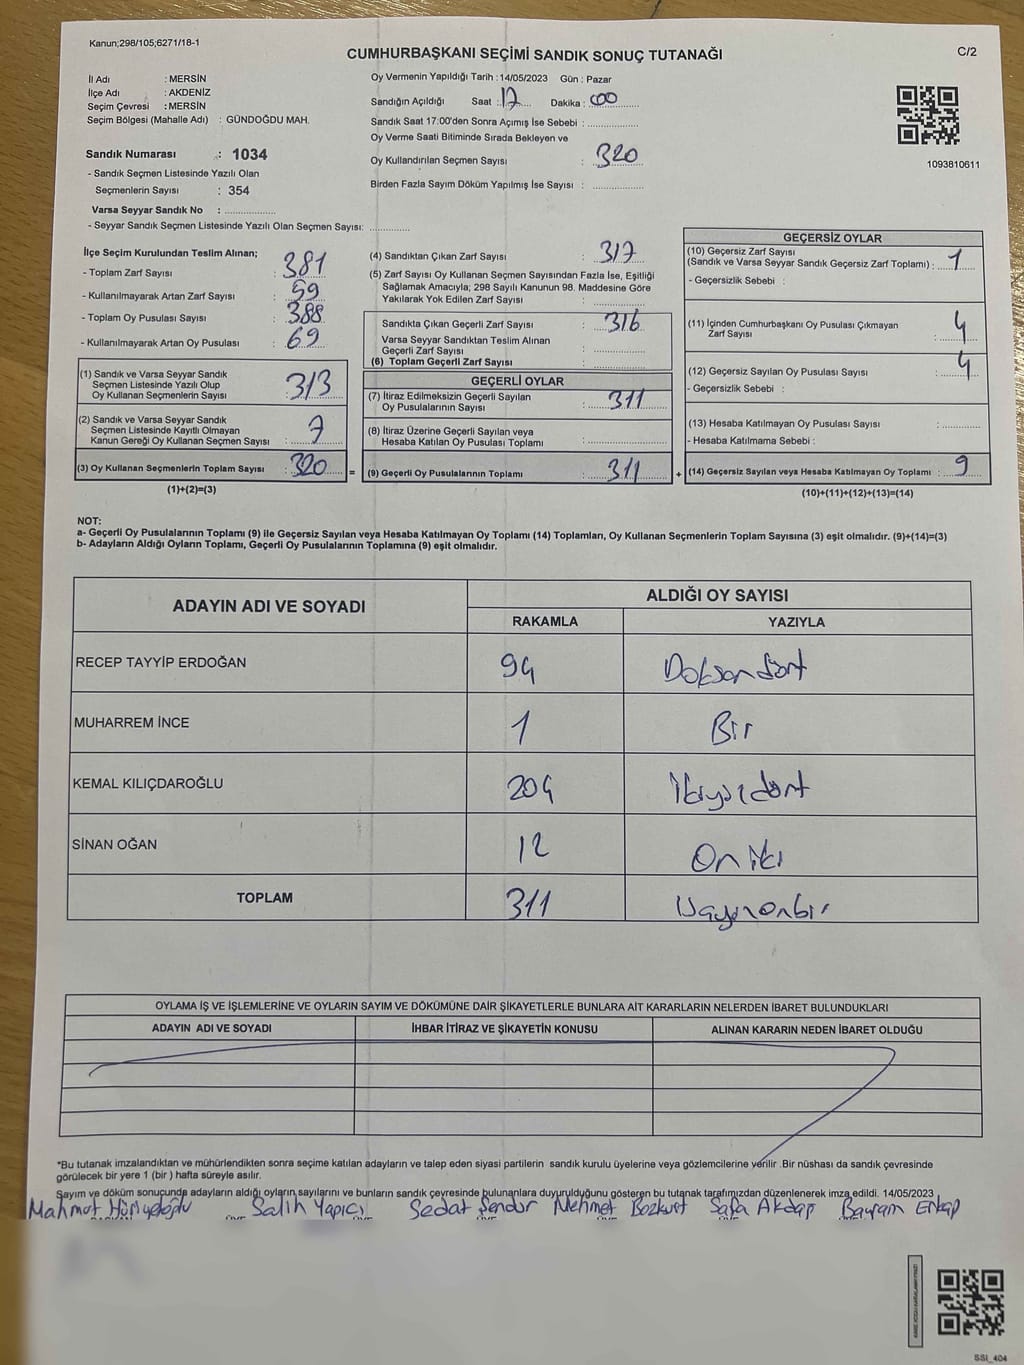 Kanun;298/105;6271/18-1
CUMHURBAŞKANI SEÇİMİ SANDIK SONUÇ TUTANAĞI
C/2
İl Adı : MERSİN
İlçe Adı : AKDENİZ
Seçim Çevresi : MERSİN
Seçim Bölgesi (Mahalle Adı) : GÜNDOĞDU MAH.
Oy Vermenin Yapıldığı Tarih : 14/05/2023 Gün : Pazar
Sandığın Açıldığı Saat : 17 Dakika : 00
Sandık Saat 17:00'den Sonra Açımış İse Sebebi :
Oy Verme Saati Bitiminde Sırada Bekleyen ve
Oy Kullandırılan Seçmen Sayısı : 320
Birden Fazla Sayım Döküm Yapılmış İse Sayısı :
1093810611
Sandık Numarası : 1034
- Sandık Seçmen Listesinde Yazılı Olan
Seçmenlerin Sayısı : 354
Varsa Seyyar Sandık No :
- Seyyar Sandık Seçmen Listesinde Yazılı Olan Seçmen Sayısı:
İlçe Seçim Kurulundan Teslim Alınan;
- Toplam Zarf Sayısı : 381
- Kullanılmayarak Artan Zarf Sayısı : 59
- Toplam Oy Pusulası Sayısı : 388
- Kullanılmayarak Artan Oy Pusulası : 69
(1) Sandık ve Varsa Seyyar Sandık
Seçmen Listesinde Yazılı Olup
Oy Kullanan Seçmenlerin Sayısı : 313
(2) Sandık ve Varsa Seyyar Sandık
Seçmen Listesinde Kayıtlı Olmayan
Kanun Gereği Oy Kullanan Seçmen Sayısı : 7
(3) Oy Kullanan Seçmenlerin Toplam Sayısı : 320 =
(1)+(2)=(3)
(4) Sandıktan Çıkan Zarf Sayısı : 317
(5) Zarf Sayısı Oy Kullanan Seçmen Sayısından Fazla İse, Eşitliği
Sağlamak Amacıyla; 298 Sayılı Kanunun 98. Maddesine Göre
Yakılarak Yok Edilen Zarf Sayısı :
Sandıkta Çıkan Geçerli Zarf Sayısı : 316
Varsa Seyyar Sandıktan Teslim Alınan
Geçerli Zarf Sayısı :
(6) Toplam Geçerli Zarf Sayısı :
GEÇERLİ OYLAR
(7) İtiraz Edilmeksizin Geçerli Sayılan
Oy Pusulalarının Sayısı : 311
(8) İtiraz Üzerine Geçerli Sayılan veya
Hesaba Katılan Oy Pusulası Toplamı :
(9) Geçerli Oy Pusulalarının Toplamı : 311 +
GEÇERSİZ OYLAR
(10) Geçersiz Zarf Sayısı
(Sandık ve Varsa Seyyar Sandık Geçersiz Zarf Toplamı) : 1
- Geçersizlik Sebebi :
(11) İçinden Cumhurbaşkanı Oy Pusulası Çıkmayan
Zarf Sayısı : 4
(12) Geçersiz Sayılan Oy Pusulası Sayısı : 4
- Geçersizlik Sebebi :
(13) Hesaba Katılmayan Oy Pusulası Sayısı :
- Hesaba Katılmama Sebebi :
(14) Geçersiz Sayılan veya Hesaba Katılmayan Oy Toplamı : 9
(10)+(11)+(12)+(13)=(14)
NOT:
a- Geçerli Oy Pusulalarının Toplamı (9) ile Geçersiz Sayılan veya Hesaba Katılmayan Oy Toplamı (14) Toplamları, Oy Kullanan Seçmenlerin Toplam Sayısına (3) eşit olmalıdır. (9)+(14)=(3)
b- Adayların Aldığı Oyların Toplamı, Geçerli Oy Pusulalarının Toplamına (9) eşit olmalıdır.
ADAYIN ADI VE SOYADI
ALDIĞI OY SAYISI
RAKAMLA YAZIYLA
RECEP TAYYİP ERDOĞAN 94 Doksandört
MUHARREM İNCE 1 Bir
KEMAL KILIÇDAROĞLU 204 İkiyüzdört
SİNAN OĞAN 12 Oniki
TOPLAM 311 Üçyüzonbir
OYLAMA İŞ VE İŞLEMLERİNE VE OYLARIN SAYIM VE DÖKÜMÜNE DAİR ŞİKAYETLERLE BUNLARA AİT KARARLARIN NELERDEN İBARET BULUNDUKLARI
ADAYIN ADI VE SOYADI İHBAR İTİRAZ VE ŞİKAYETİN KONUSU ALINAN KARARIN NEDEN İBARET OLDUĞU
*Bu tutanak imzalandıktan ve mühürlendikten sonra seçime katılan adayların ve talep eden siyasi partilerin sandık kurulu üyelerine veya gözlemcilerine verilir .Bir nüshası da sandık çevresinde
görülecek bir yere 1 (bir ) hafta süreyle asılır.
Sayım ve döküm sonucunda adayların aldığı oyların sayılarını ve bunların sandık çevresinde bulunanlara duyurulduğunu gösteren bu tutanak tarafımızdan düzenlenerek imza edildi. 14/05/2023
Mahmut Salih Yapıcı Sedat Şendur Mehmet Bozkurt Safa Akdap Bayram Erkap
SSI_404